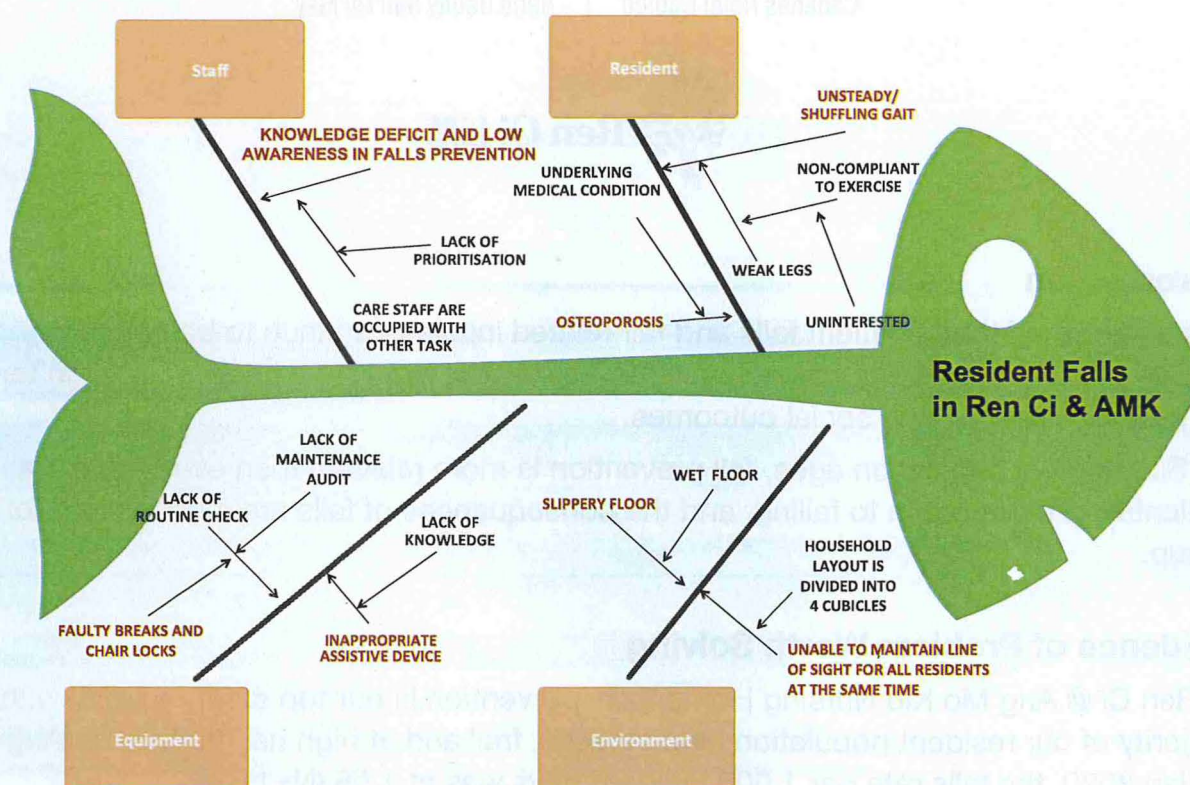 Staff
Resident
KNOWLEDGE DEFICIT AND LOW
AWARENESS IN FALLS PREVENTION
UNSTEADY/
SHUFFLING GAIT
UNDERLYING
MEDICAL CONDITION
NON-COMPLIANT
TO EXERCISE
LACK OF
PRIORITISATION
WEAK LEGS
CARE STAFF ARE
OCCUPIED WITH
OTHER TASK
OSTEOPOROSIS
UNINTERESTED
Resident Falls
in Ren Ci & AMK
LACK OF
MAINTENANCE
AUDIT
LACK OF
ROUTINE CHECK
LACK OF
KNOWLEDGE
SLIPPERY FLOOR
WET FLOOR
HOUSEHOLD
LAYOUT IS
DIVIDED INTO
4 CUBICLES
FAULTY BREAKS AND
CHAIR LOCKS
INAPPROPRIATE
ASSISTIVE DEVICE
UNABLE TO MAINTAIN LINE
OF SIGHT FOR ALL RESIDENTS
AT THE SAME TIME
Equipment
Environment